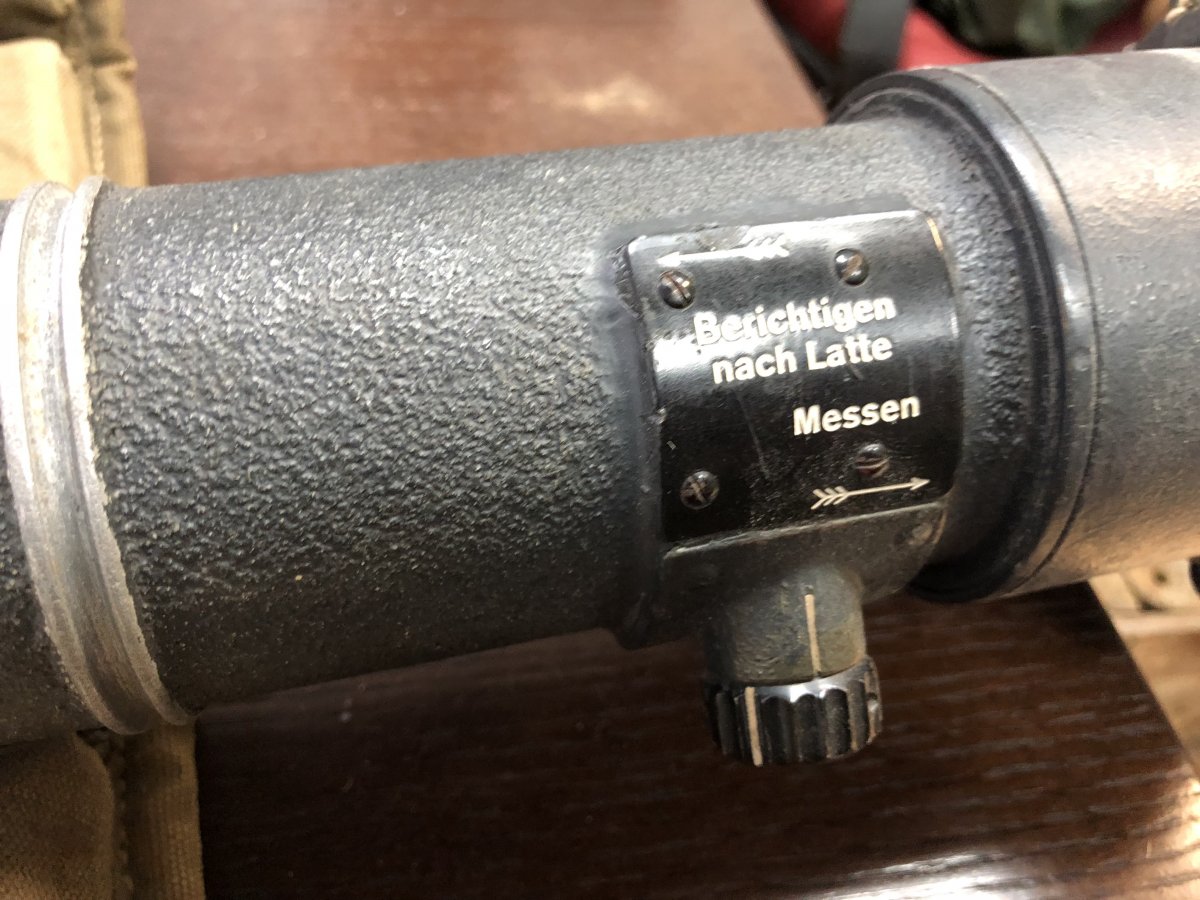 Berichtigen
nach Latte
Messen